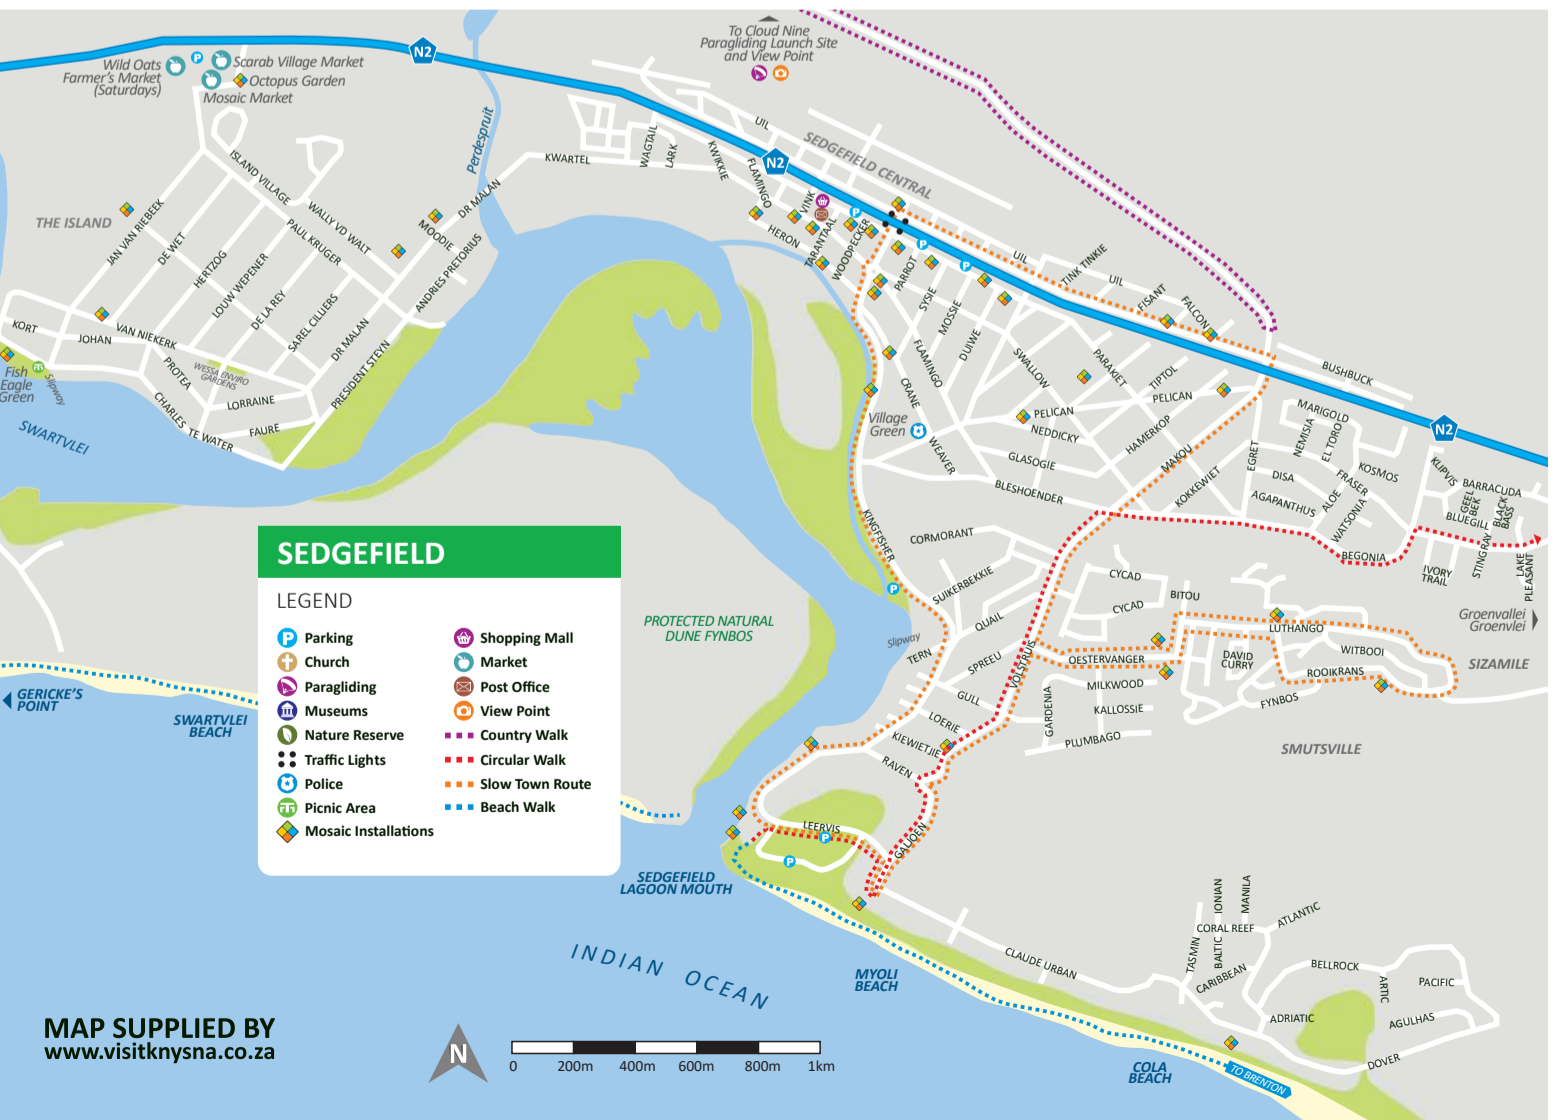 To Cloud Nine
Paragliding Launch Site
and View Point
N2
Wild Oats
Farmer's Market
(Saturdays)
P
Scarab Village Market
Octopus Garden
Mosaic Market
Perdespruit
UIL
SEDGEFIELD CENTRAL
N2
KWARTEL
WAGTAIL
LARK
KWIKKIE
FLAMINGO
VINK
ISLAND VILLAGE
DR MALAN
WALLY VD WALT
MOODIE
THE ISLAND
JAN VAN RIEBEEK
DE WET
PAUL KRUGER
HERTZOG
LOUW WEPENER
DE LA REY
SAREL CILLIERS
ANDRIES PRETORIUS
DR MALAN
PRESIDENT STEYN
HERON
TARANTAAL
WOODPECKER
P
P
P
PARROT
SYSIE
MOSSIE
DUIWE
UIL
TINK TINKIE
UIL
FISANT
FALCON
KORT
JOHAN
VAN NIEKERK
PROTEA
WESSA ENVIRO
GARDENS
LORRAINE
FAURE
CHARLES TE WATER
Fish
Eagle
Green
Slipway
SWARTVLEI
FLAMINGO
CRANE
SWALLOW
PARAKIET
TIPTOL
PELICAN
PELICAN
NEDDICKY
HAMERKOP
MAKOU
GLASOGIE
KOKKEWIET
BLESHOENDER
WEAVER
Village
Green
BUSHBUCK
MARIGOLD
NEMISIA
EL TORO
N2
EGRET
DISA
FRASER
KOSMOS
AGAPANTHUS
ALOE
WATSONIA
KLIPVIS
BARRACUDA
GEEL
BEK
BLACK
BASS
BLUEGILL
STINGRAY
BEGONIA
IVORY
TRAIL
LAKE
PLEASANT
Groenvallei
Groenvlei
KINGFISHER
P
CORMORANT
SUIKERBEKKIE
QUAIL
Slipway
TERN
SPREEU
GULL
LOERIE
KIEWIETJIE
RAVEN
VOLSTRUIS
CYCAD
CYCAD
BITOU
OESTERVANGER
MILKWOOD
GARDENIA
KALLOSSIE
PLUMBAGO
DAVID
CURRY
LUTHANGO
WITBOOI
ROOIKRANS
FYNBOS
SIZAMILE
SMUTSVILLE
PROTECTED NATURAL
DUNE FYNBOS
SEDGEFIELD
LEGEND
P Parking
Church
Paragliding
Museums
Nature Reserve
Traffic Lights
Police
Picnic Area
Mosaic Installations
Shopping Mall
Market
Post Office
View Point
Country Walk
Circular Walk
Slow Town Route
Beach Walk
GERICKE'S
POINT
SWARTVLEI
BEACH
LEERVIS
P
P
GALJOEN
SEDGEFIELD
LAGOON MOUTH
INDIAN OCEAN
MYOLI
BEACH
CLAUDE URBAN
TASMIN
IONIAN
MANILA
CORAL REEF
BALTIC
ATLANTIC
CARIBBEAN
BELLROCK
ARTIC
PACIFIC
ADRIATIC
AGULHAS
DOVER
COLA
BEACH
TO BRENTON
MAP SUPPLIED BY
www.visitknysna.co.za
N
0 200m 400m 600m 800m 1km